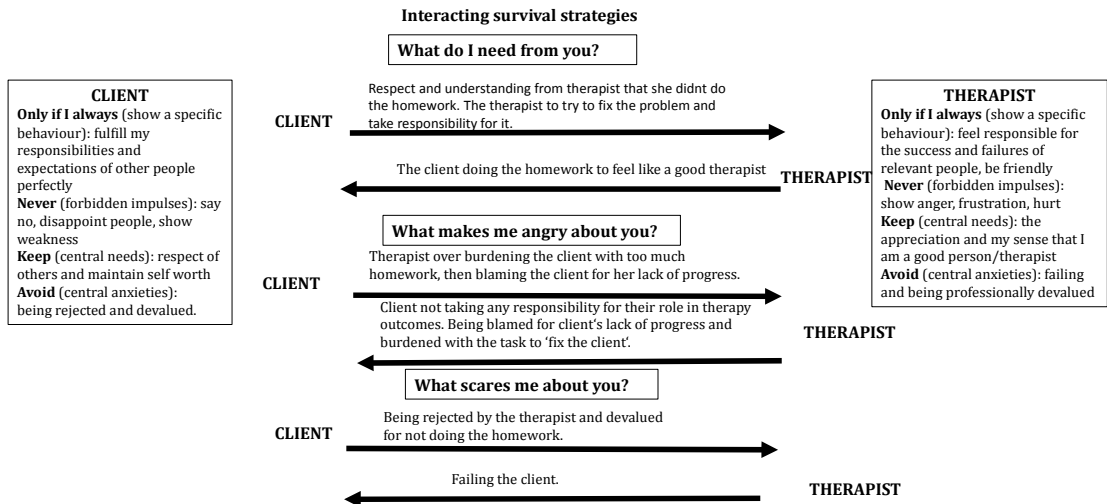 Interacting survival strategies
What do I need from you?
CLIENT
Only if I always (show a specific
behaviour): fulfill my
responsibilities and
expectations of other people
perfectly
Never (forbidden impulses): say
no, disappoint people, show
weakness
Keep (central needs): respect of
others and maintain self worth
Avoid (central anxieties):
being rejected and devalued.
CLIENT
Respect and understanding from therapist that she didnt do
the homework. The therapist to try to fix the problem and
take responsibility for it.
The client doing the homework to feel like a good therapist
THERAPIST
What makes me angry about you?
CLIENT
Therapist over burdening the client with too much
homework, then blaming the client for her lack of progress.
Client not taking any responsibility for their role in therapy
outcomes. Being blamed for client‘s lack of progress and
burdened with the task to ‘fix the client‘.
THERAPIST
What scares me about you?
CLIENT
Being rejected by the therapist and devalued
for not doing the homework.
Failing the client.
THERAPIST
THERAPIST
Only if I always (show a specific
behaviour): feel responsible for
the success and failures of
relevant people, be friendly
Never (forbidden impulses):
show anger, frustration, hurt
Keep (central needs): the
appreciation and my sense that I
am a good person/therapist
Avoid (central anxieties): failing
and being professionally devalued